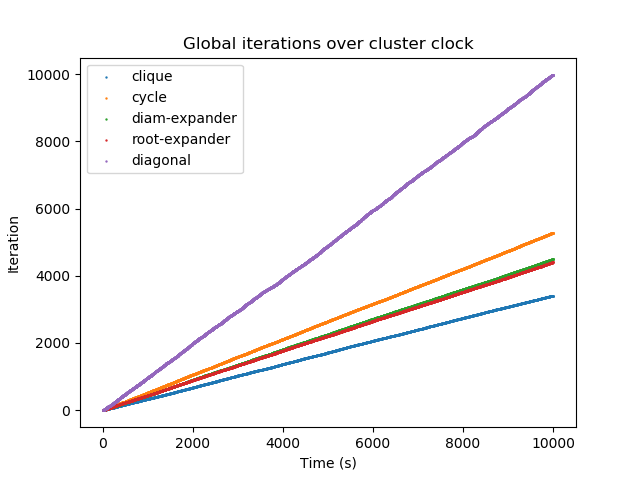 Global iterations over cluster clock
10000
8000
6000
4000
2000
0
Iteration
clique
cycle
diam-expander
root-expander
diagonal
0 2000 4000 6000 8000 10000
Time (s)